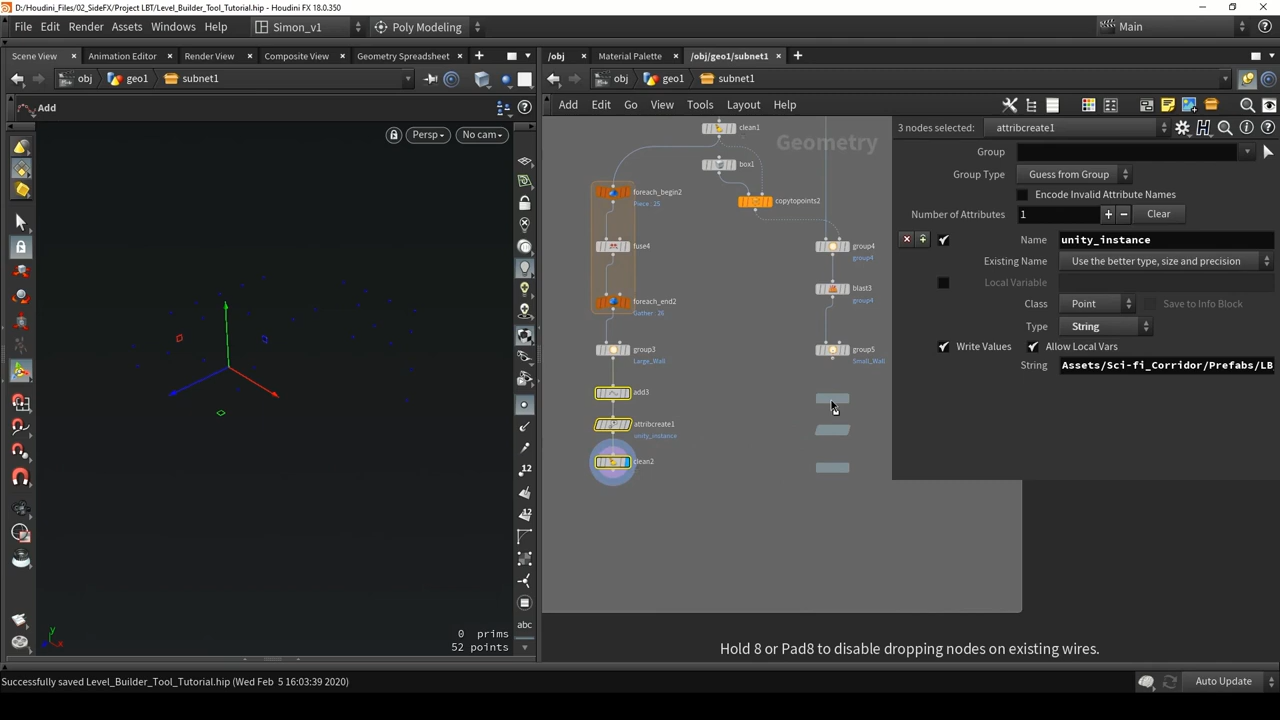 D:/Houdini_Files/02_SideFX/Project LBT/Level_Builder_Tool_Tutorial.hip - Houdini FX 18.0.350
File Edit Render Assets Windows Help Simon_v1 Poly Modeling Main
Scene View Animation Editor Render View Composite View Geometry Spreadsheet /obj Material Palette /obj/geo1/subnet1
obj geo1 subnet1 obj geo1 subnet1
Add Add Edit Go View Tools Layout Help
Persp No cam
Geometry
clean1
box1
foreach_begin2
Piece : 25
copytopoints2
fuse4
group4
group4
blast3
group4
foreach_end2
Gather : 26
group3
Large_Wall
group5
Small_Wall
add3
attribcreate1
unity_instance
clean2
3 nodes selected: attribcreate1
Group
Group Type Guess from Group
Encode Invalid Attribute Names
Number of Attributes 1 Clear
Name unity_instance
Existing Name Use the better type, size and precision
Local Variable
Class Point Save to Info Block
Type String
Write Values Allow Local Vars
String Assets/Sci-fi_Corridor/Prefabs/LB
12
12
abc
y
x
0 prims
52 points
Hold 8 or Pad8 to disable dropping nodes on existing wires.
Successfully saved Level_Builder_Tool_Tutorial.hip (Wed Feb 5 16:03:39 2020) Auto Update